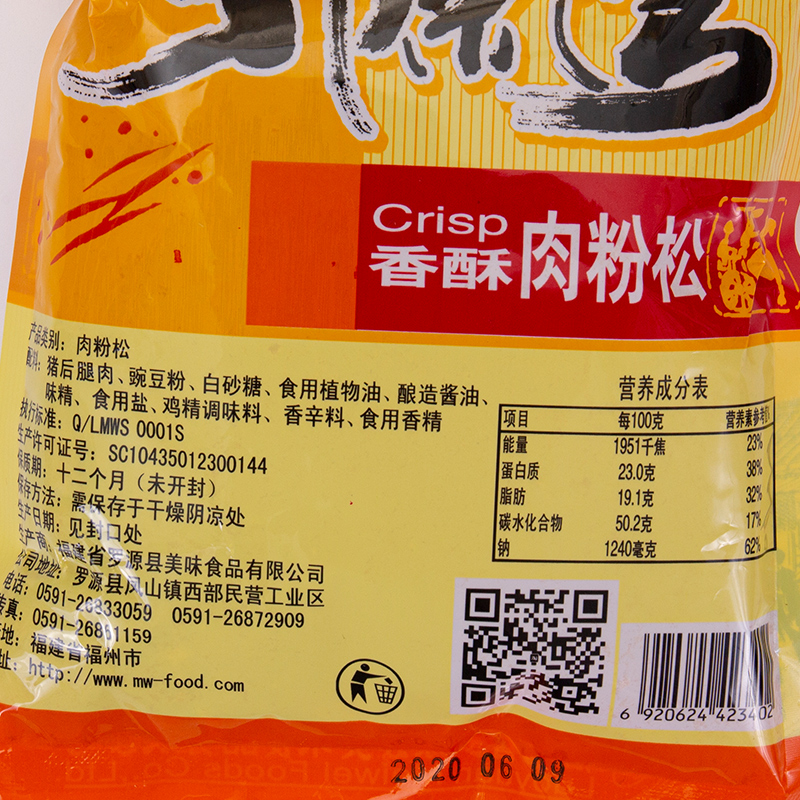 Crisp
香酥肉粉松
产品类别：肉粉松
配料：猪后腿肉、豌豆粉、白砂糖、食用植物油、酿造酱油、
味精、食用盐、鸡精调味料、香辛料、食用香精
执行标准：Q/LMWS 0001S
生产许可证号：SC10435012300144
保质期：十二个月（未开封）
保存方法：需保存于干燥阴凉处
生产日期：见封口处
生产商：福建省罗源县美味食品有限公司
公司地址：罗源县凤山镇西部民营工业区
电话：0591-26833059 0591-26872909
传真：0591-26861159
产地：福建省福州市
网址：http://www.mw-food.com
营养成分表
项目 每100克 营养素参考
能量 1951千焦 23%
蛋白质 23.0克 38%
脂肪 19.1克 32%
碳水化合物 50.2克 17%
钠 1240毫克 62%
6 920624 423402
2020 06 09